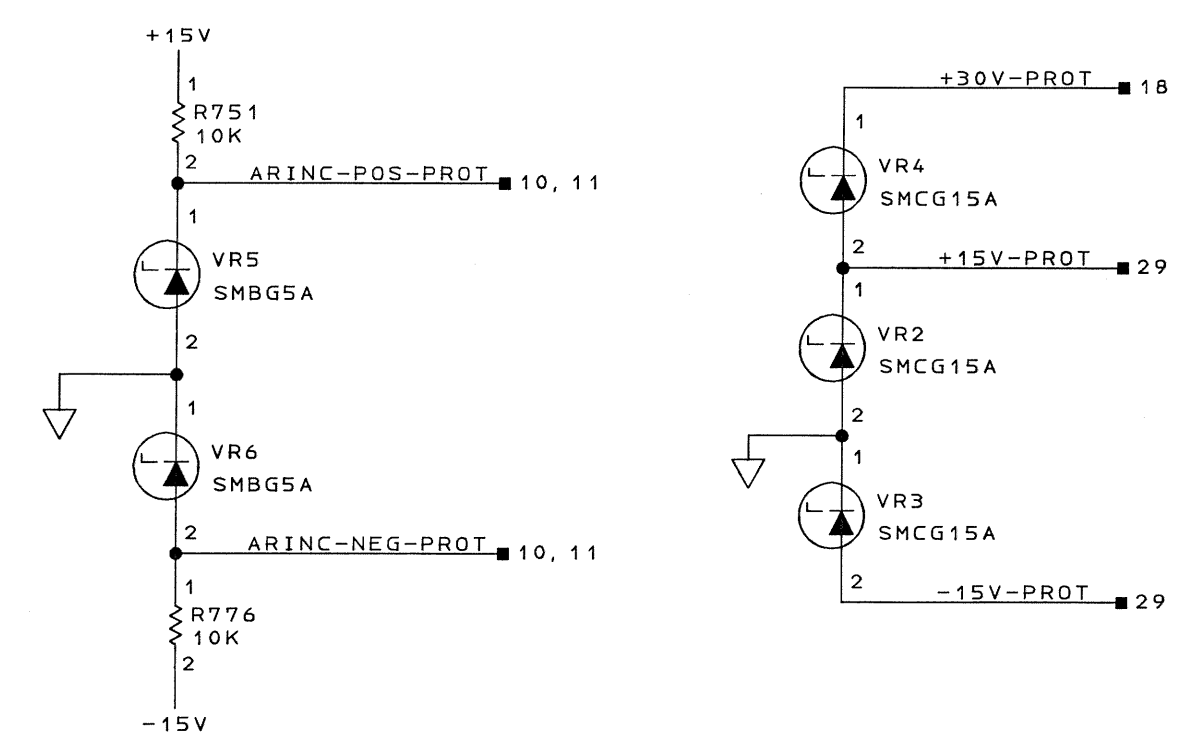 +15V
1
R751
10K
2
ARINC-POS-PROT
10, 11
1
VR5
SMBG5A
2
1
VR6
SMBG5A
2
ARINC-NEG-PROT
10, 11
1
R776
10K
2
-15V
+30V-PROT
18
1
VR4
SMCG15A
2
+15V-PROT
29
1
VR2
SMCG15A
2
1
VR3
SMCG15A
2
-15V-PROT
29